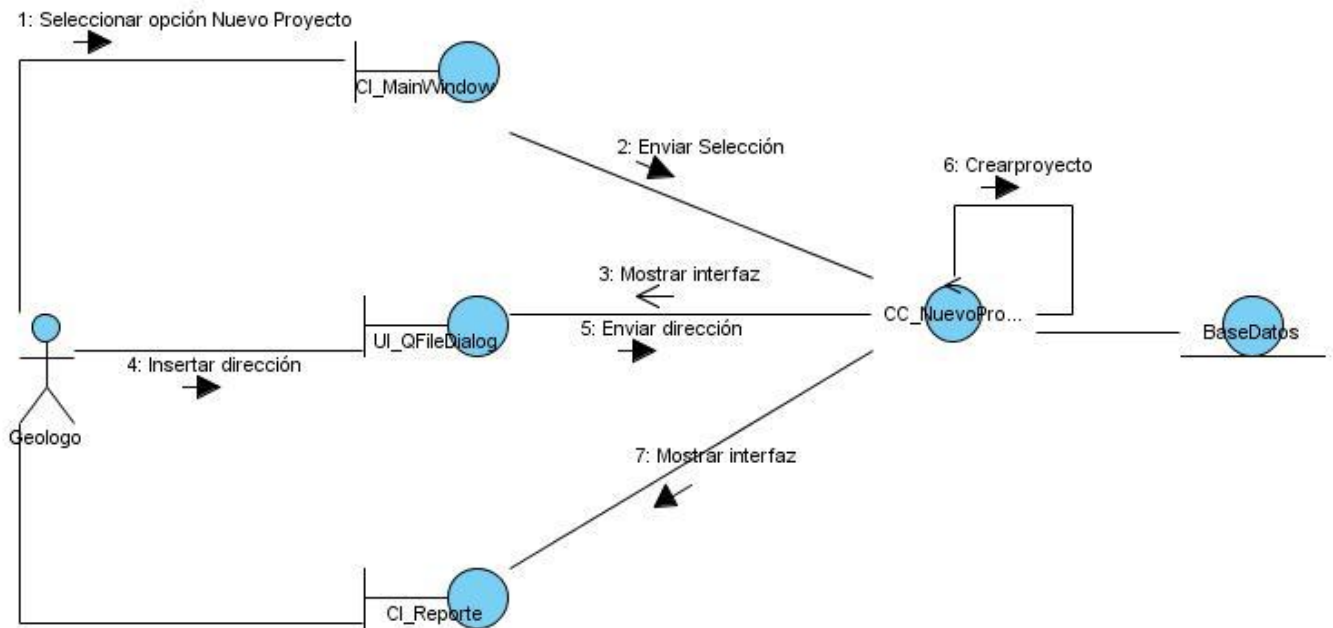 1: Seleccionar opción Nuevo Proyecto
CI_MainWindow
2: Enviar Selección
6: Crearproyecto
3: Mostrar interfaz
CC_NuevoPro...
BaseDatos
5: Enviar dirección
UI_QFileDialog
4: Insertar dirección
Geologo
7: Mostrar interfaz
CI_Reporte